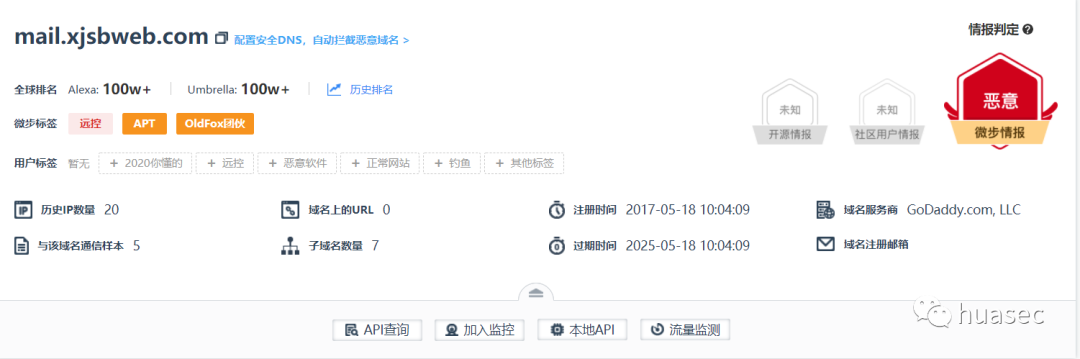 mail.xjsbweb.com 配置安全DNS，自动拦截恶意域名 >
情报判定
全球排名 Alexa: 100w+ Umbrella: 100w+ 历史排名
微步标签 远控 APT OldFox团伙
未知 开源情报
未知 社区用户情报
恶意 微步情报
用户标签 暂无 + 2020你懂的 + 远控 + 恶意软件 + 正常网站 + 钓鱼 + 其他标签
IP 历史IP数量 20 域名上的URL 0 注册时间 2017-05-18 10:04:09 域名服务商 GoDaddy.com, LLC
与该域名通信样本 5 子域名数量 7 过期时间 2025-05-18 10:04:09 域名注册邮箱
API查询 加入监控 本地API 流量监测
huasec